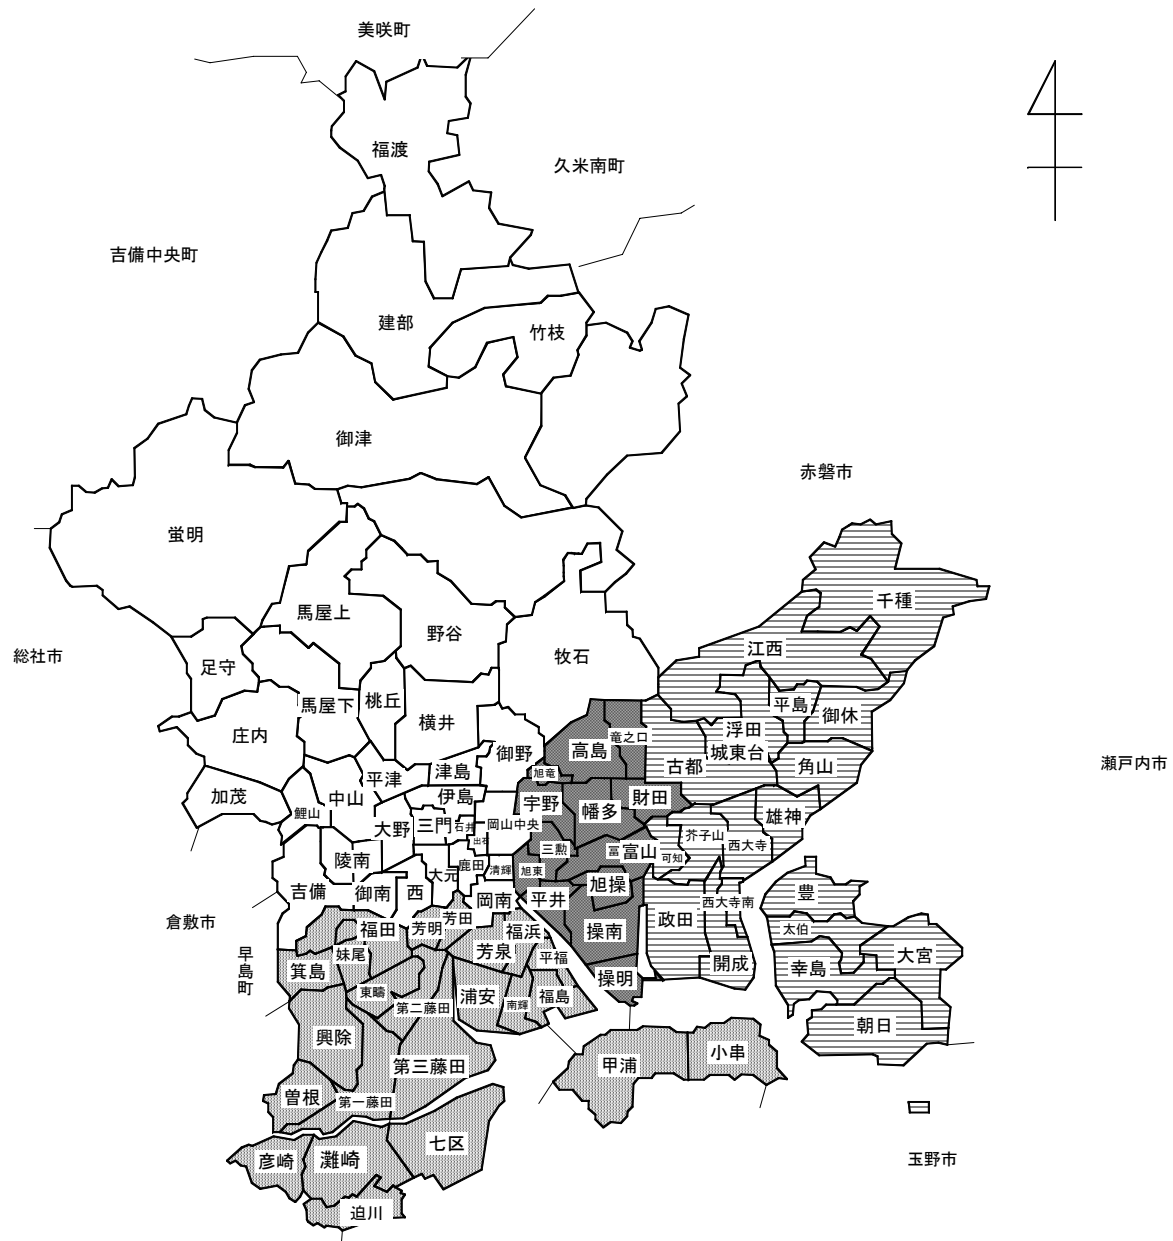 美咲町
福渡
久米南町
吉備中央町
建部
竹枝
御津
赤磐市
蛍明
千種
馬屋上
野谷
牧石
江西
総社市
足守
馬屋下
桃丘
平島
御休
横井
庄内
浮田
竜之口
御野
高島
城東台
古都
角山
瀬戸内市
津島
旭竜
平津
加茂
中山
伊島
宇野
幡多
財田
鯉山
大野
三門
石井
岡山中央
雄神
出石
芥子山
西大寺
陵南
三勲
富
富山
可知
鹿田
清輝
旭東
大元
旭操
吉備
御南
西
岡南
平井
西大寺南
豊
倉敷市
福田
芳明
芳田
福浜
操南
政田
太伯
早島町
妹尾
芳泉
平福
大宮
箕島
開成
幸島
操明
東疇
浦安
南輝
福島
第二藤田
興除
朝日
第三藤田
甲浦
小串
曽根
第一藤田
七区
彦崎
灘崎
玉野市
迫川